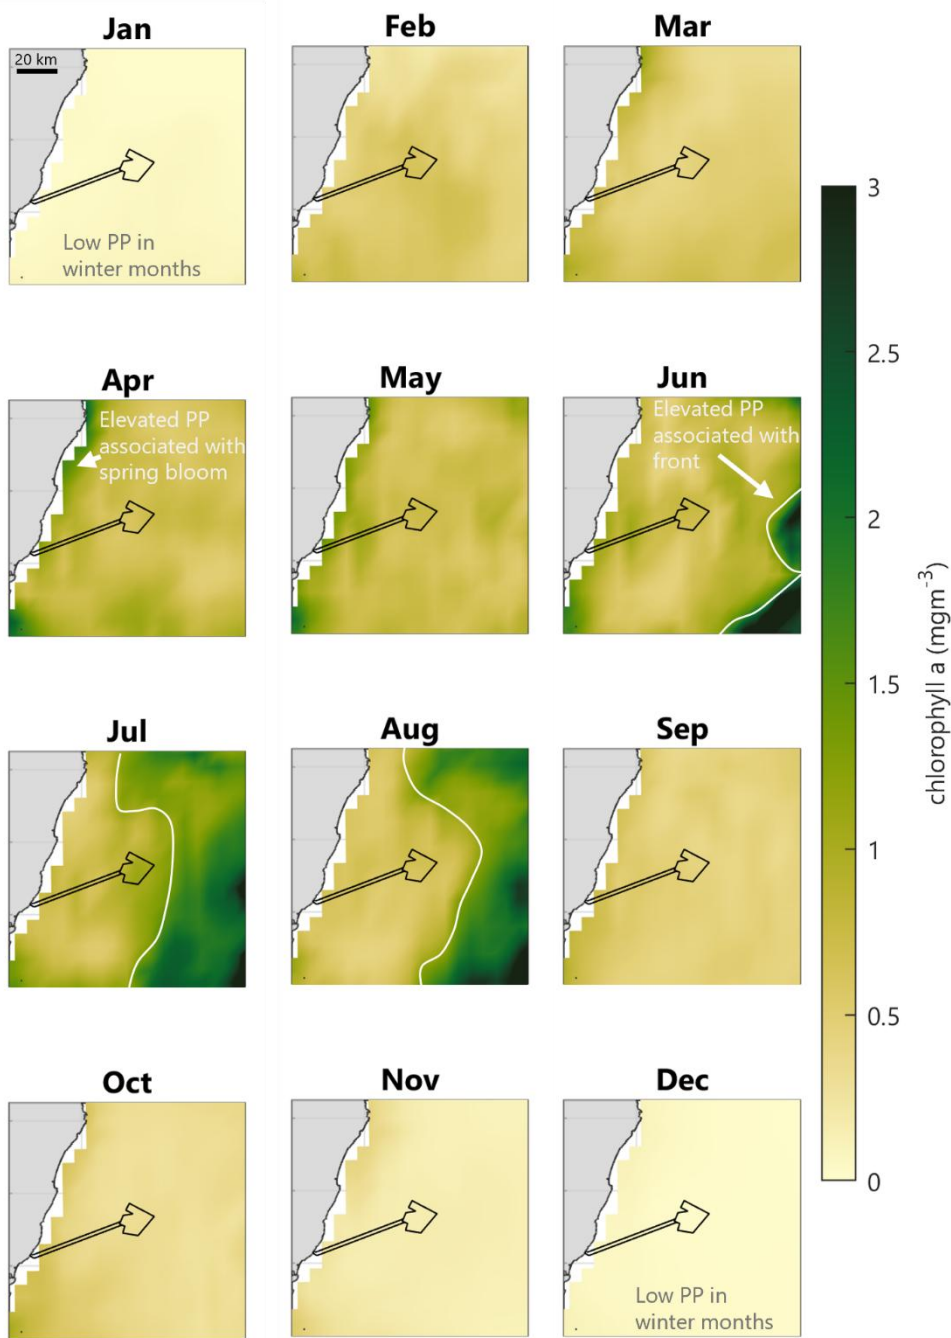 Jan
Feb
Mar
20 km
Low PP in
winter months
Apr
May
Jun
Elevated PP
associated with
spring bloom
Elevated PP
associated with
front
Jul
Aug
Sep
Oct
Nov
Dec
Low PP in
winter months
3
2.5
2
1.5
1
0.5
0
chlorophyll a (mgm⁻³)